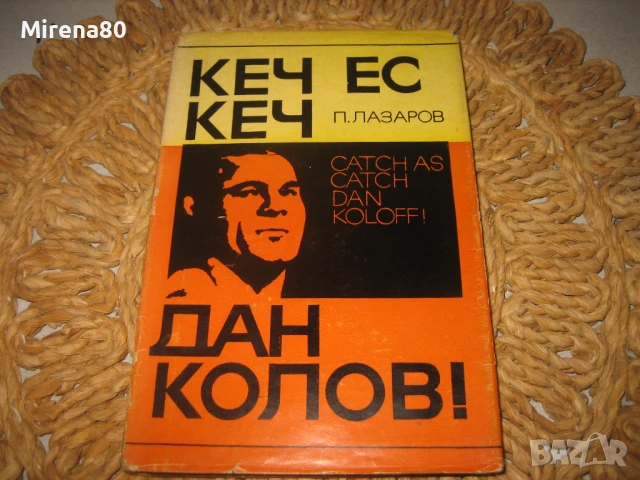 Mirena80
КЕЧ ЕС
КЕЧ
П.ЛАЗАРОВ
CATCH AS
CATCH
DAN
KOLOFF!
ДАН
КОЛОВ!
BAZAR